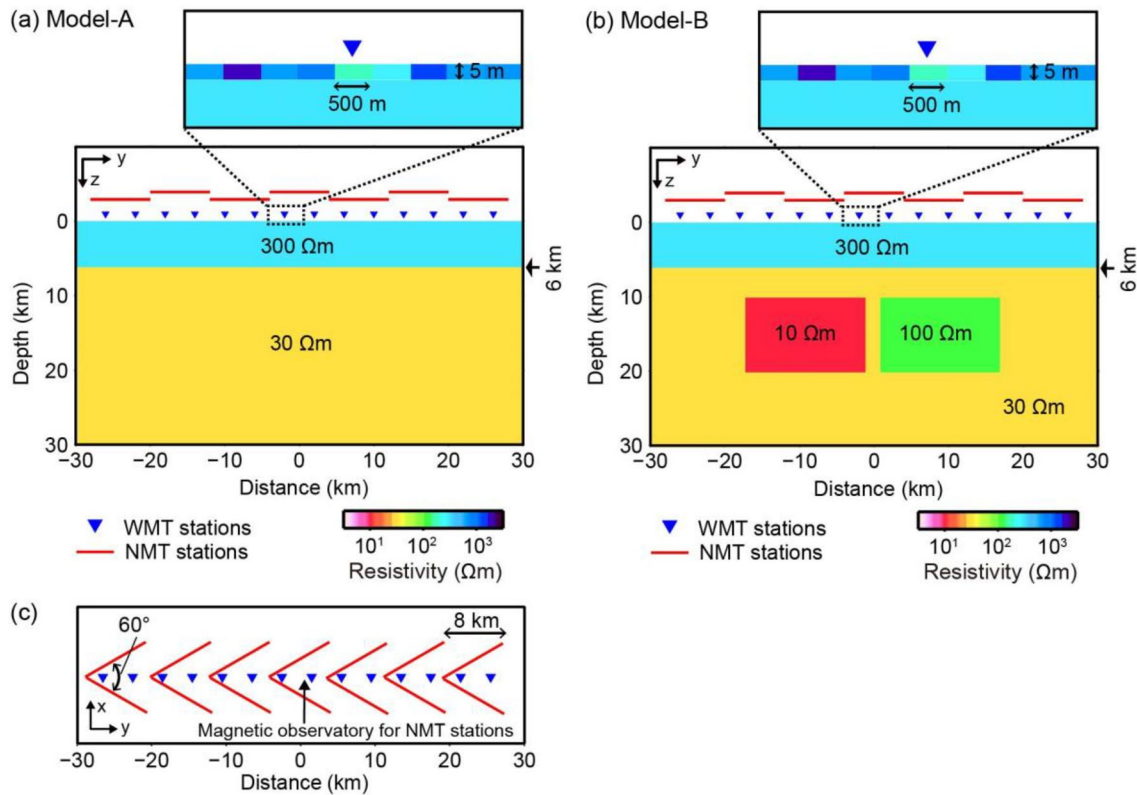 (a) Model-A
5 m
500 m
y
z
0
10
20
30
Depth (km)
300 Ωm
30 Ωm
6 km
−30 −20 −10 0 10 20 30
Distance (km)
WMT stations
NMT stations
10¹ 10² 10³
Resistivity (Ωm)
(b) Model-B
5 m
500 m
y
z
0
10
20
30
Depth (km)
300 Ωm
10 Ωm 100 Ωm
30 Ωm
6 km
−30 −20 −10 0 10 20 30
Distance (km)
WMT stations
NMT stations
10¹ 10² 10³
Resistivity (Ωm)
(c)
60°
8 km
x
y
Magnetic observatory for NMT stations
−30 −20 −10 0 10 20 30
Distance (km)